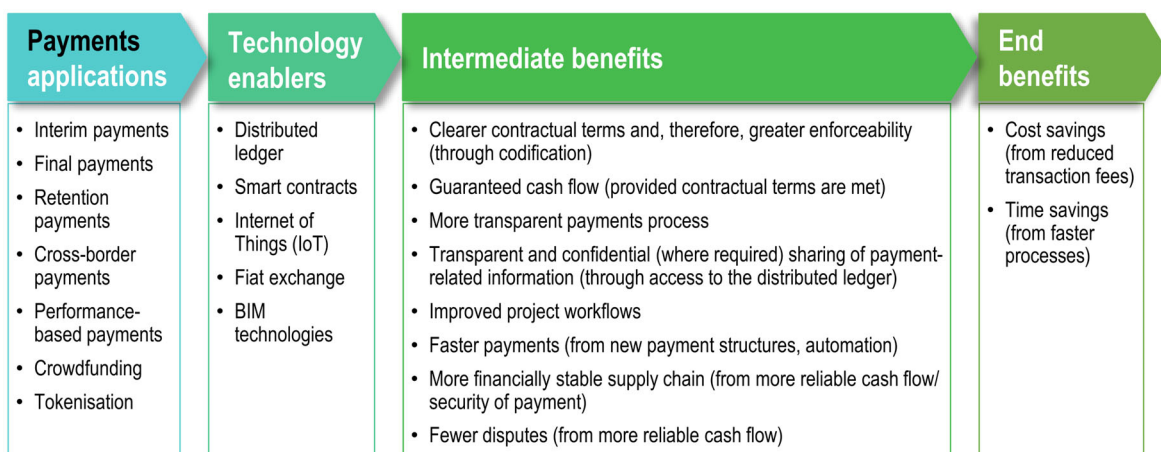 Payments
applications
• Interim payments
• Final payments
• Retention
payments
• Cross-border
payments
• Performance-
based payments
• Crowdfunding
• Tokenisation
Technology
enablers
• Distributed
ledger
• Smart contracts
• Internet of
Things (IoT)
• Fiat exchange
• BIM
technologies
Intermediate benefits
• Clearer contractual terms and, therefore, greater enforceability
(through codification)
• Guaranteed cash flow (provided contractual terms are met)
• More transparent payments process
• Transparent and confidential (where required) sharing of payment-
related information (through access to the distributed ledger)
• Improved project workflows
• Faster payments (from new payment structures, automation)
• More financially stable supply chain (from more reliable cash flow/
security of payment)
• Fewer disputes (from more reliable cash flow)
End
benefits
• Cost savings
(from reduced
transaction fees)
• Time savings
(from faster
processes)